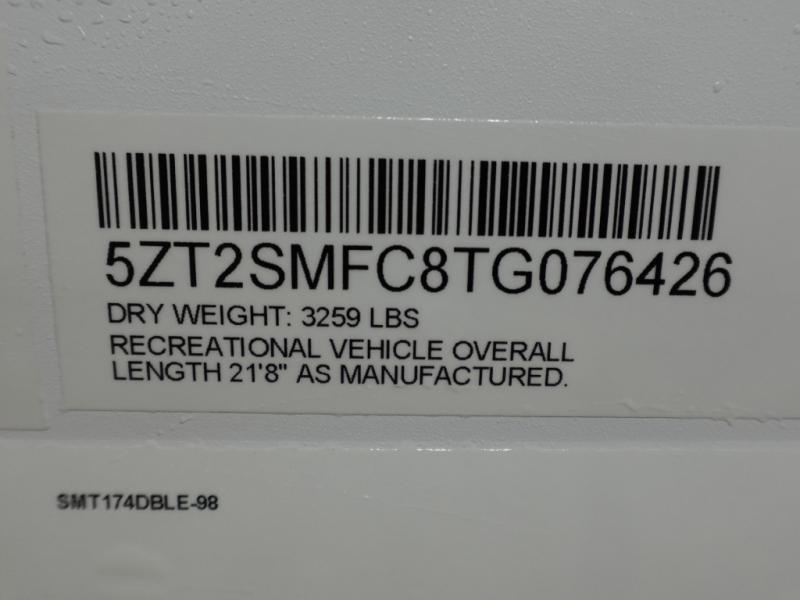 5ZT2SMFC8TG076426
DRY WEIGHT: 3259 LBS
RECREATIONAL VEHICLE OVERALL
LENGTH 21'8" AS MANUFACTURED.
SMT174DBLE-98